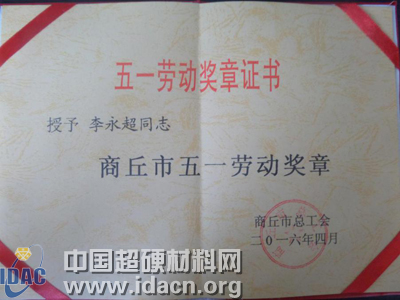 五一劳动奖章证书
授予 李永超同志
商丘市五一劳动奖章
商丘市总工会
二0一六年四月
IDAC
中国超硬材料网
www.idacn.org